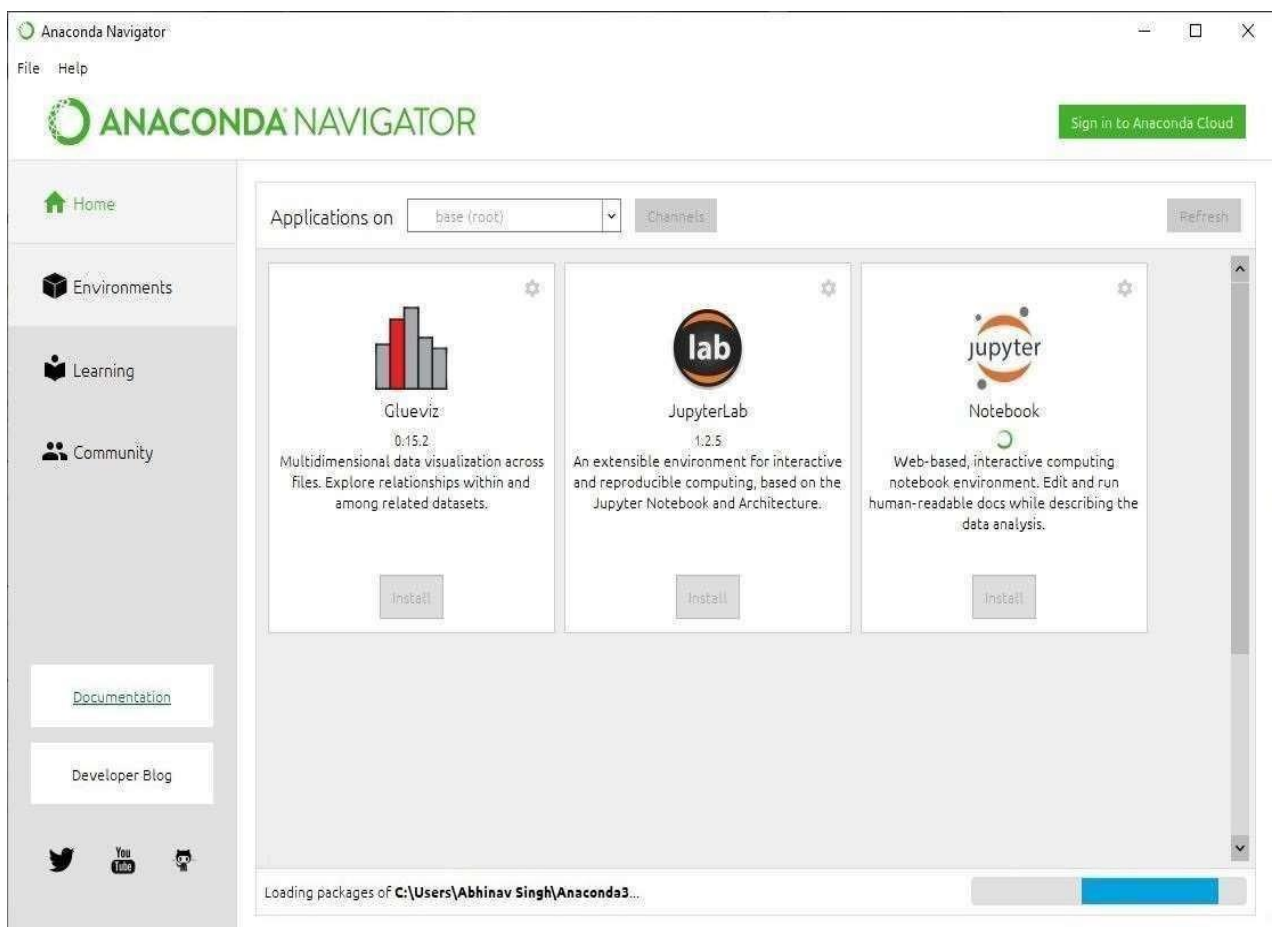 Anaconda Navigator
File Help
ANACONDA NAVIGATOR
Sign in to Anaconda Cloud
Home
Environments
Learning
Community
Documentation
Developer Blog
You
Tube
Applications on base (root) Channels Refresh
Glueviz
0.15.2
Multidimensional data visualization across
files. Explore relationships within and
among related datasets.
Install
lab
JupyterLab
1.2.5
An extensible environment for interactive
and reproducible computing, based on the
Jupyter Notebook and Architecture.
Install
Jupyter
Notebook
Web-based, interactive computing
notebook environment. Edit and run
human-readable docs while describing the
data analysis.
Install
Loading packages of C:\Users\Abhinav Singh\Anaconda3...